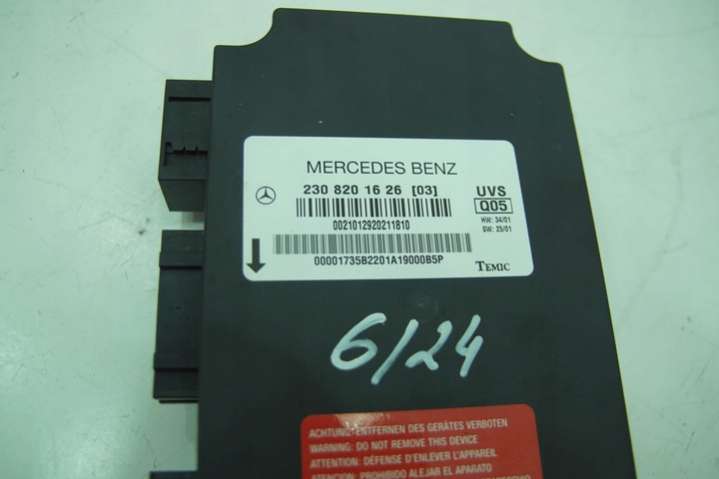 MERCEDES BENZ
230 820 16 26 [03]
UVS
Q05
HW: 34/01
SW: 25/01
0021012920211810
00001735B2201A19000B5P
TEMIC
6/24
ACHTUNG: ENTFERNEN DES GERÄTES VERBOTEN
WARNING: DO NOT REMOVE THIS DEVICE
ATTENTION: DÉFENSE D'ENLEVER L'APPAREIL
ATENCION: PROHIBIDO ALEJAR EL APARATO